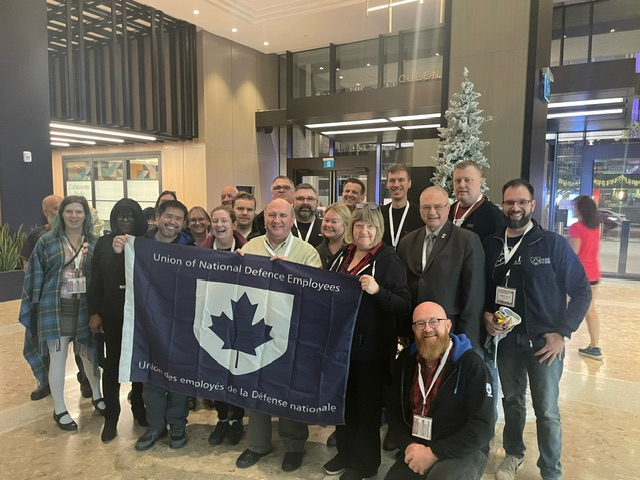 QUEEN
Union of National Defence Employees
Union des employés de la Défense nationale